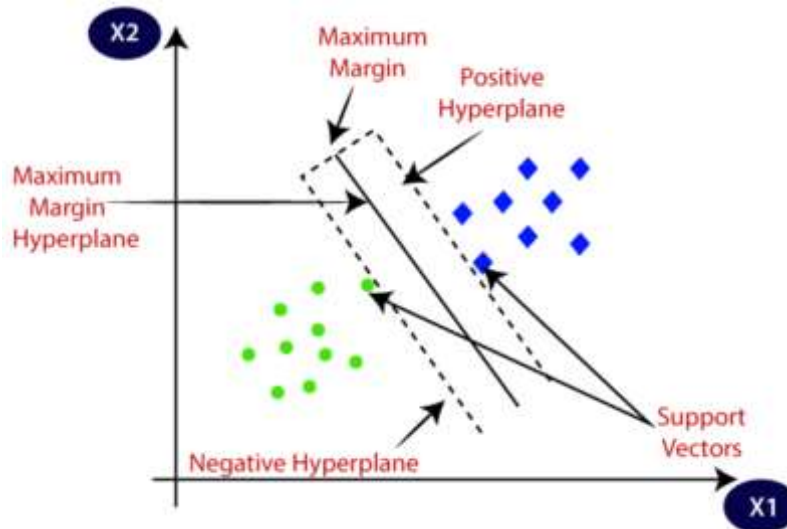 X2
Maximum
Margin
Positive
Hyperplane
Maximum
Margin
Hyperplane
Support
Vectors
Negative Hyperplane
X1